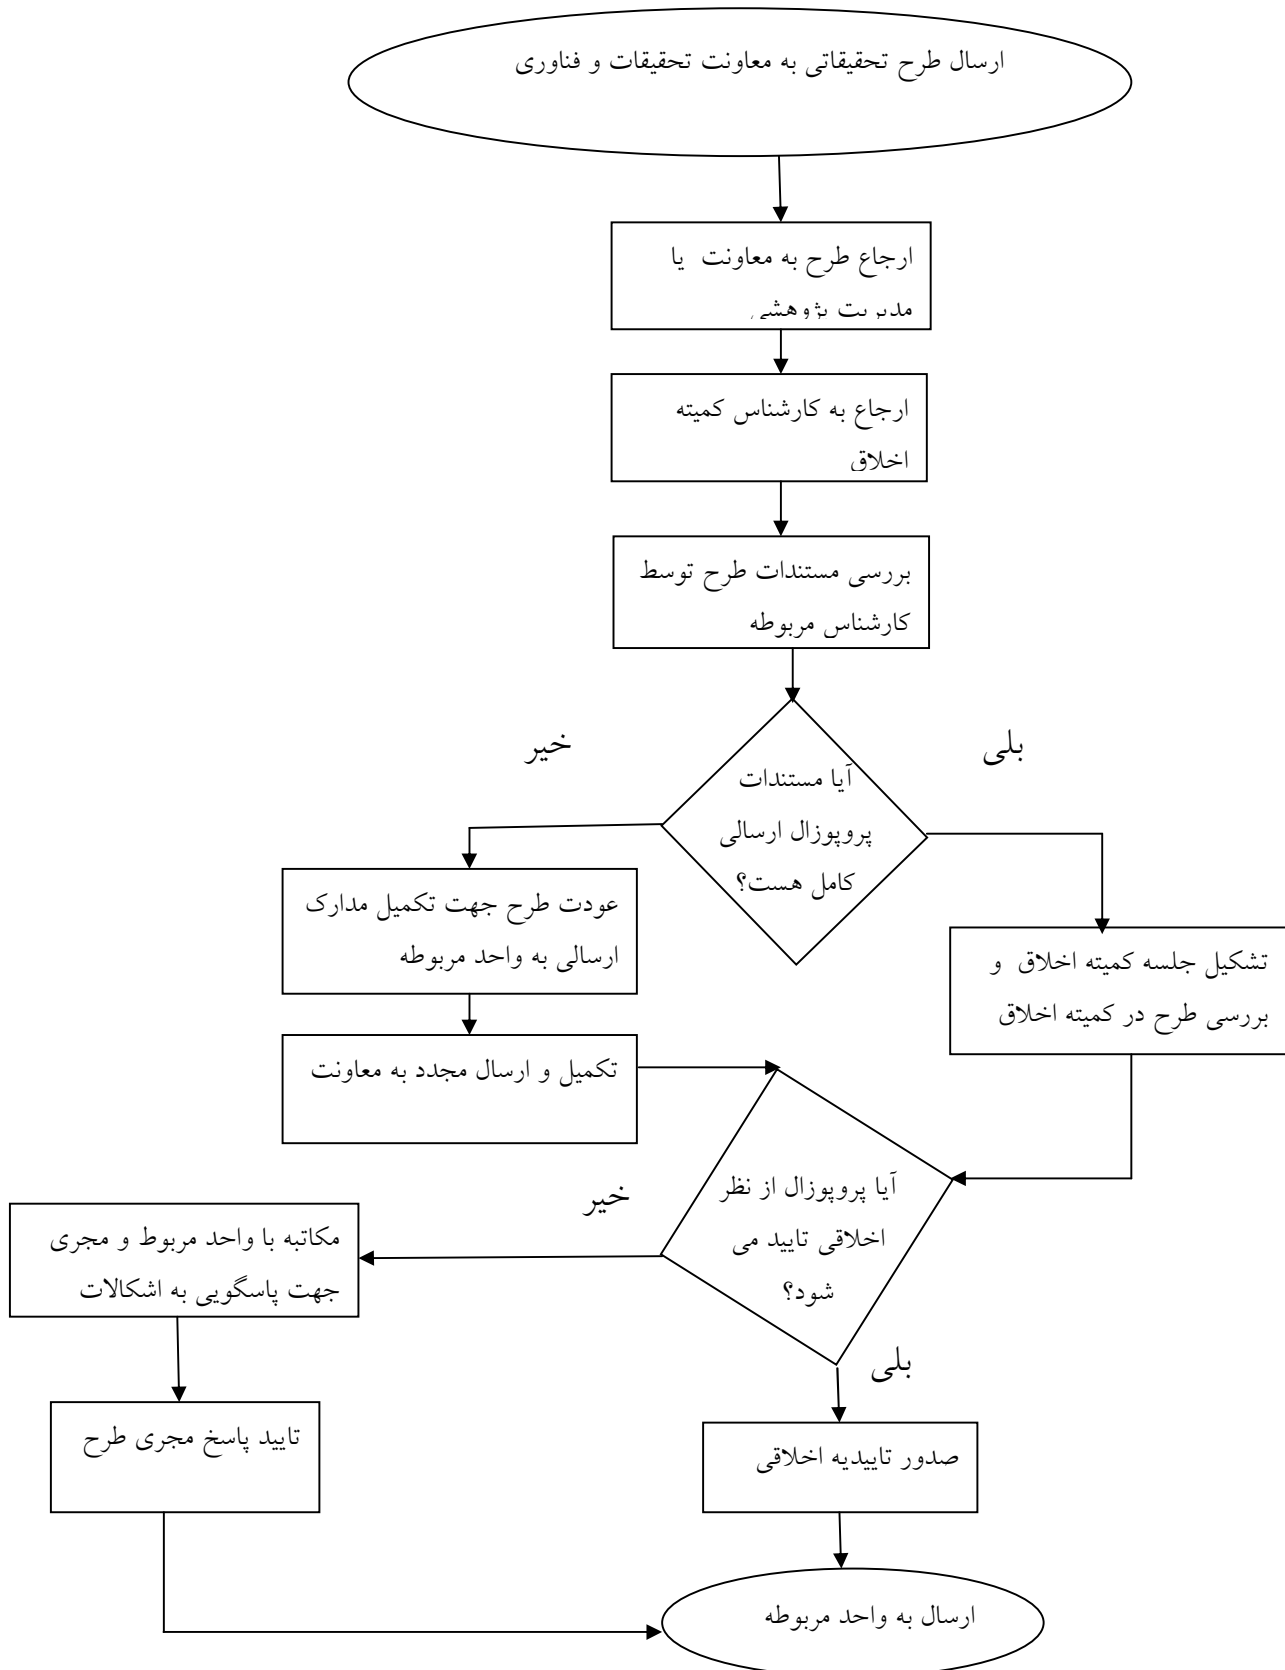 ارسال طرح تحقیقاتی به معاونت تحقیقات و فناوری
ارجاع طرح به معاونت یا
مدیریت پژوهشی
ارجاع به کارشناس کمیته
اخلاق
بررسی مستندات طرح توسط
کارشناس مربوطه
خیر
بلی
آیا مستندات
پروپوزال ارسالی
کامل هست؟
عودت طرح جهت تکمیل مدارک
ارسالی به واحد مربوطه
تشکیل جلسه کمیته اخلاق و
بررسی طرح در کمیته اخلاق
تکمیل و ارسال مجدد به معاونت
آیا پروپوزال از نظر
اخلاقی تایید می
شود؟
خیر
مکاتبه با واحد مربوط و مجری
جهت پاسگویی به اشکالات
بلی
تایید پاسخ مجری طرح
صدور تاییدیه اخلاقی
ارسال به واحد مربوطه